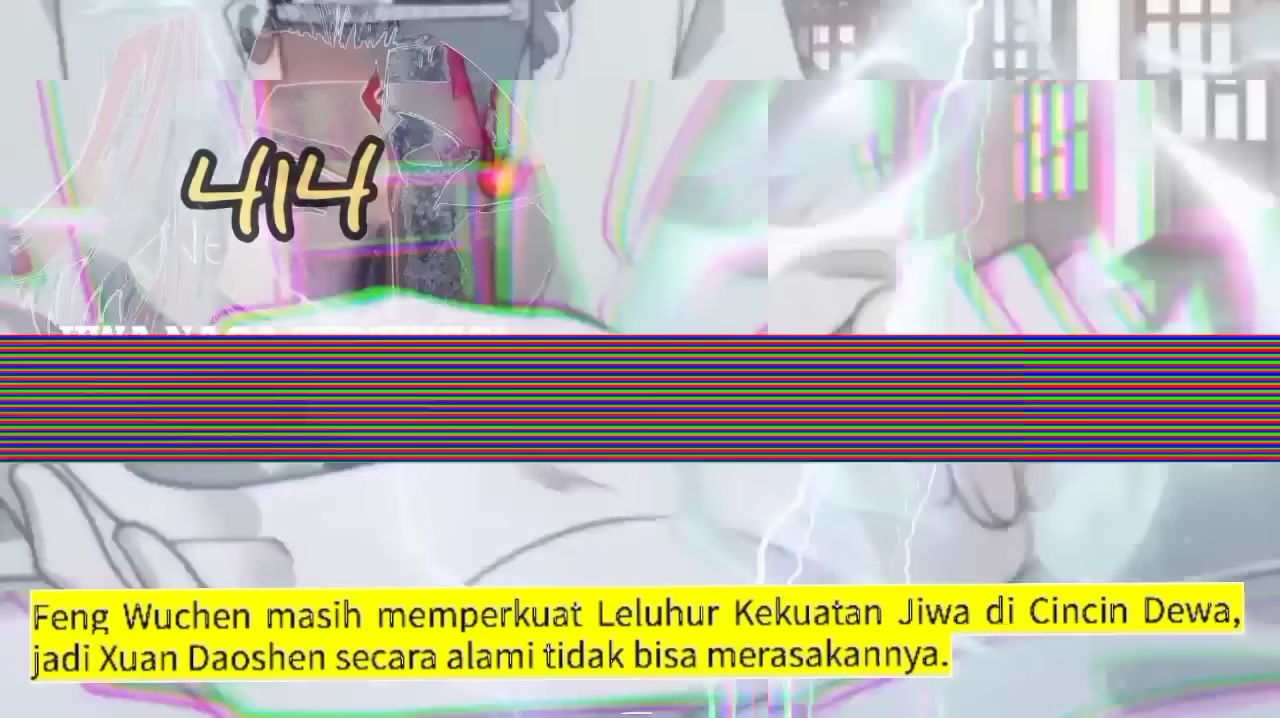 414
Feng Wuchen masih memperkuat Leluhur Kekuatan Jiwa di Cincin Dewa,
jadi Xuan Daoshen secara alami tidak bisa merasakannya.